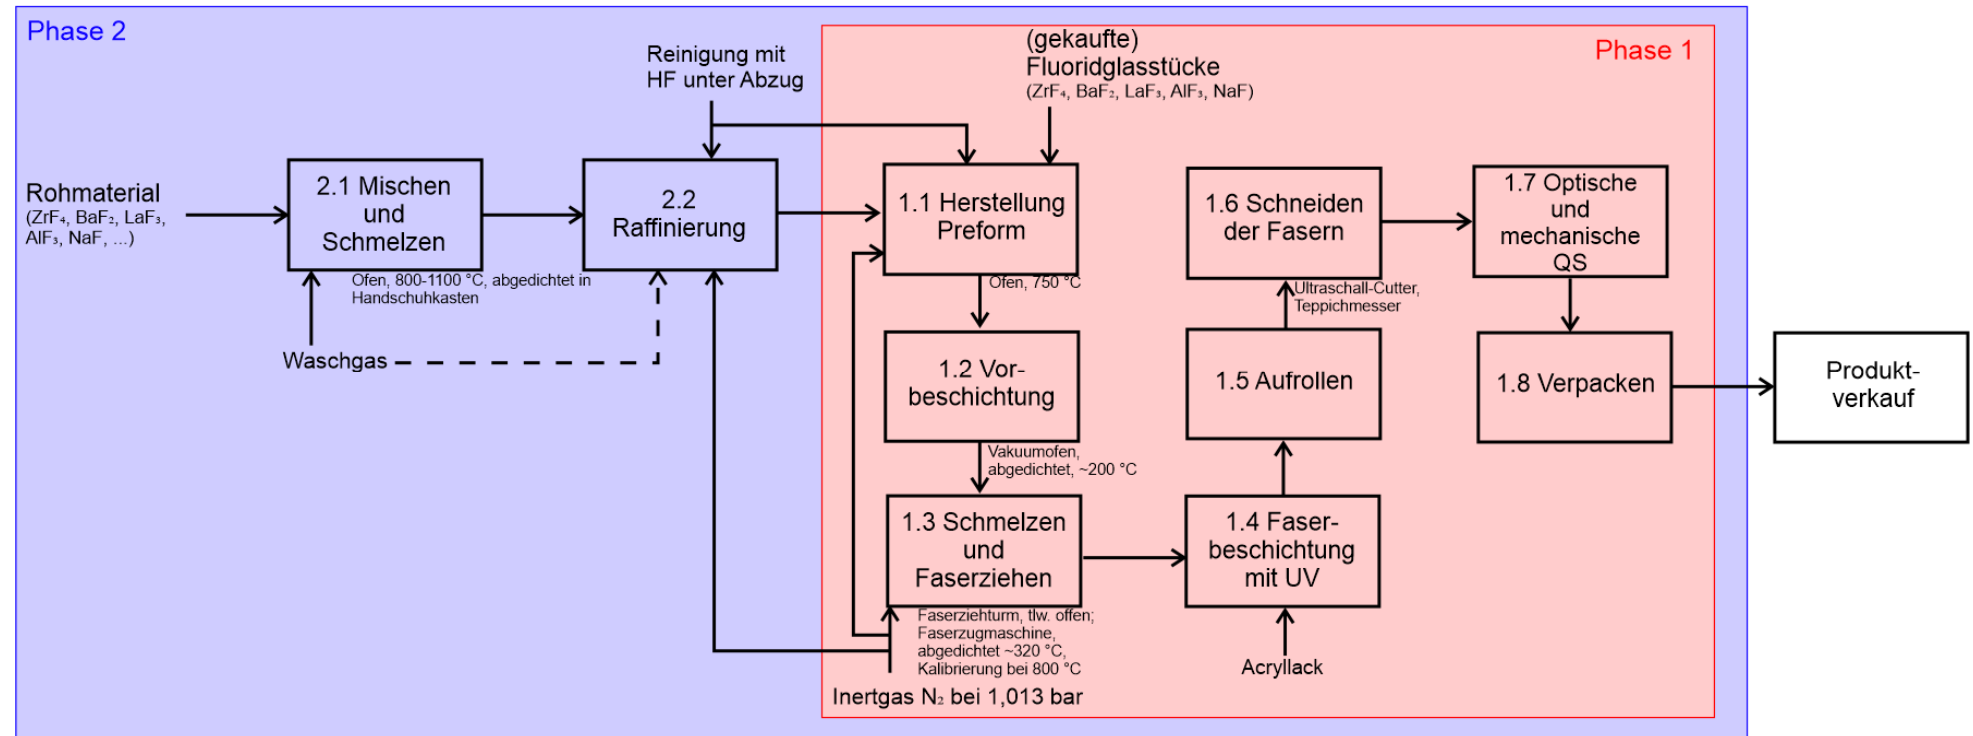 Phase 2
Phase 1
Reinigung mit
HF unter Abzug
(gekaufte)
Fluoridglasstücke
(ZrF₄, BaF₂, LaF₃, AlF₃, NaF)
Rohmaterial
(ZrF₄, BaF₂, LaF₃,
AlF₃, NaF, ...)
2.1 Mischen
und
Schmelzen
Ofen, 800-1100 °C, abgedichtet in
Handschuhkasten
Waschgas
2.2
Raffinierung
1.1 Herstellung
Preform
Ofen, 750 °C
1.2 Vor-
beschichtung
Vakuumofen,
abgedichtet, ~200 °C
1.3 Schmelzen
und
Faserziehen
Faserziehturm, tlw. offen;
Faserzugmaschine,
abgedichtet ~320 °C,
Kalibrierung bei 800 °C
Inertgas N₂ bei 1,013 bar
1.4 Faser-
beschichtung
mit UV
Acryllack
1.5 Aufrollen
1.6 Schneiden
der Fasern
Ultraschall-Cutter,
Teppichmesser
1.7 Optische
und
mechanische
QS
1.8 Verpacken
Produkt-
verkauf